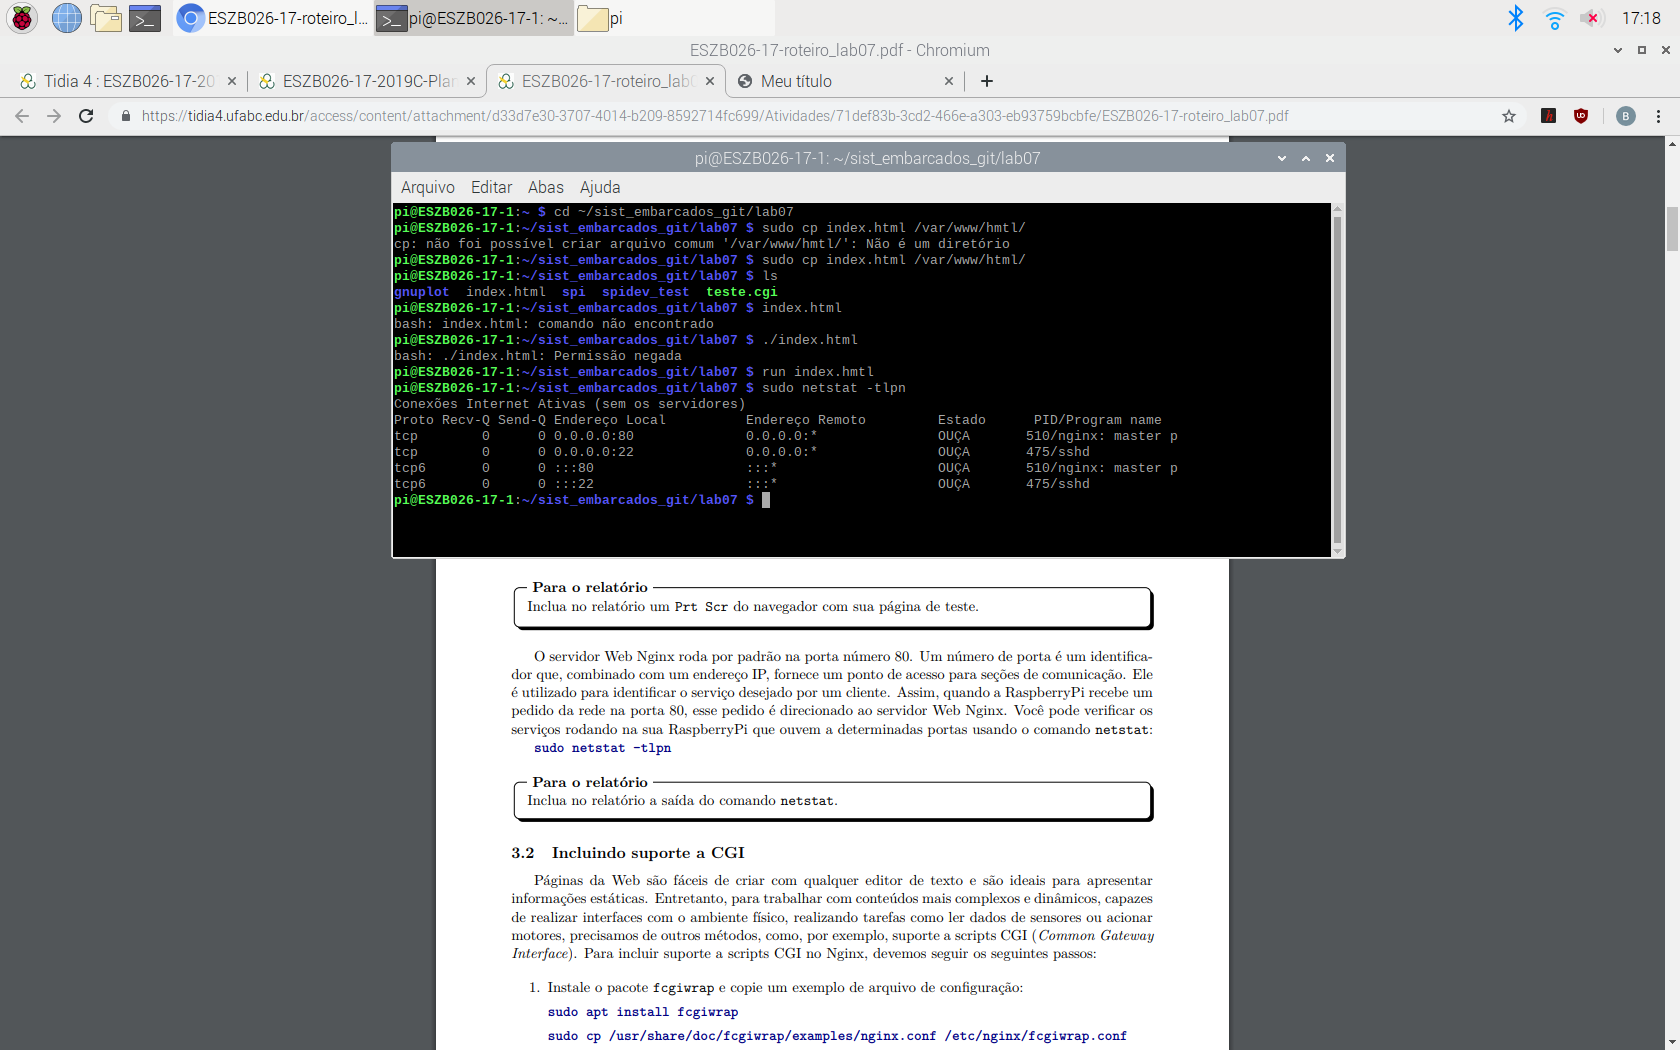 ESZB026-17-roteiro_l...
pi@ESZB026-17-1: ~...
pi
17:18
ESZB026-17-roteiro_lab07.pdf - Chromium
Tidia 4 : ESZB026-17-20
ESZB026-17-2019C-Plan
ESZB026-17-roteiro_lab0
Meu título
https://tidia4.ufabc.edu.br/access/content/attachment/d33d7e30-3707-4014-b209-8592714fc699/Atividades/71def83b-3cd2-466e-a303-eb93759bcbfe/ESZB026-17-roteiro_lab07.pdf
B
pi@ESZB026-17-1: ~/sist_embarcados_git/lab07
Arquivo Editar Abas Ajuda
pi@ESZB026-17-1:~ $ cd ~/sist_embarcados_git/lab07
pi@ESZB026-17-1:~/sist_embarcados_git/lab07 $ sudo cp index.html /var/www/hmtl/
cp: não foi possível criar arquivo comum '/var/www/hmtl/': Não é um diretório
pi@ESZB026-17-1:~/sist_embarcados_git/lab07 $ sudo cp index.html /var/www/html/
pi@ESZB026-17-1:~/sist_embarcados_git/lab07 $ ls
gnuplot index.html spi spidev_test teste.cgi
pi@ESZB026-17-1:~/sist_embarcados_git/lab07 $ index.html
bash: index.html: comando não encontrado
pi@ESZB026-17-1:~/sist_embarcados_git/lab07 $ ./index.html
bash: ./index.html: Permissão negada
pi@ESZB026-17-1:~/sist_embarcados_git/lab07 $ run index.hmtl
pi@ESZB026-17-1:~/sist_embarcados_git/lab07 $ sudo netstat -tlpn
Conexões Internet Ativas (sem os servidores)
Proto Recv-Q Send-Q Endereço Local Endereço Remoto Estado PID/Program name
tcp 0 0 0.0.0.0:80 0.0.0.0:* OUÇA 510/nginx: master p
tcp 0 0 0.0.0.0:22 0.0.0.0:* OUÇA 475/sshd
tcp6 0 0 :::80 :::* OUÇA 510/nginx: master p
tcp6 0 0 :::22 :::* OUÇA 475/sshd
pi@ESZB026-17-1:~/sist_embarcados_git/lab07 $
Para o relatório
Inclua no relatório um Prt Scr do navegador com sua página de teste.
O servidor Web Nginx roda por padrão na porta número 80. Um número de porta é um identifica-
dor que, combinado com um endereço IP, fornece um ponto de acesso para seções de comunicação. Ele
é utilizado para identificar o serviço desejado por um cliente. Assim, quando a RaspberryPi recebe um
pedido da rede na porta 80, esse pedido é direcionado ao servidor Web Nginx. Você pode verificar os
serviços rodando na sua RaspberryPi que ouvem a determinadas portas usando o comando netstat:
sudo netstat -tlpn
Para o relatório
Inclua no relatório a saída do comando netstat.
3.2 Incluindo suporte a CGI
Páginas da Web são fáceis de criar com qualquer editor de texto e são ideais para apresentar
informações estáticas. Entretanto, para trabalhar com conteúdos mais complexos e dinâmicos, capazes
de realizar interfaces com o ambiente físico, realizando tarefas como ler dados de sensores ou acionar
motores, precisamos de outros métodos, como, por exemplo, suporte a scripts CGI (Common Gateway
Interface). Para incluir suporte a scripts CGI no Nginx, devemos seguir os seguintes passos:
1. Instale o pacote fcgiwrap e copie um exemplo de arquivo de configuração:
sudo apt install fcgiwrap
sudo cp /usr/share/doc/fcgiwrap/examples/nginx.conf /etc/nginx/fcgiwrap.conf